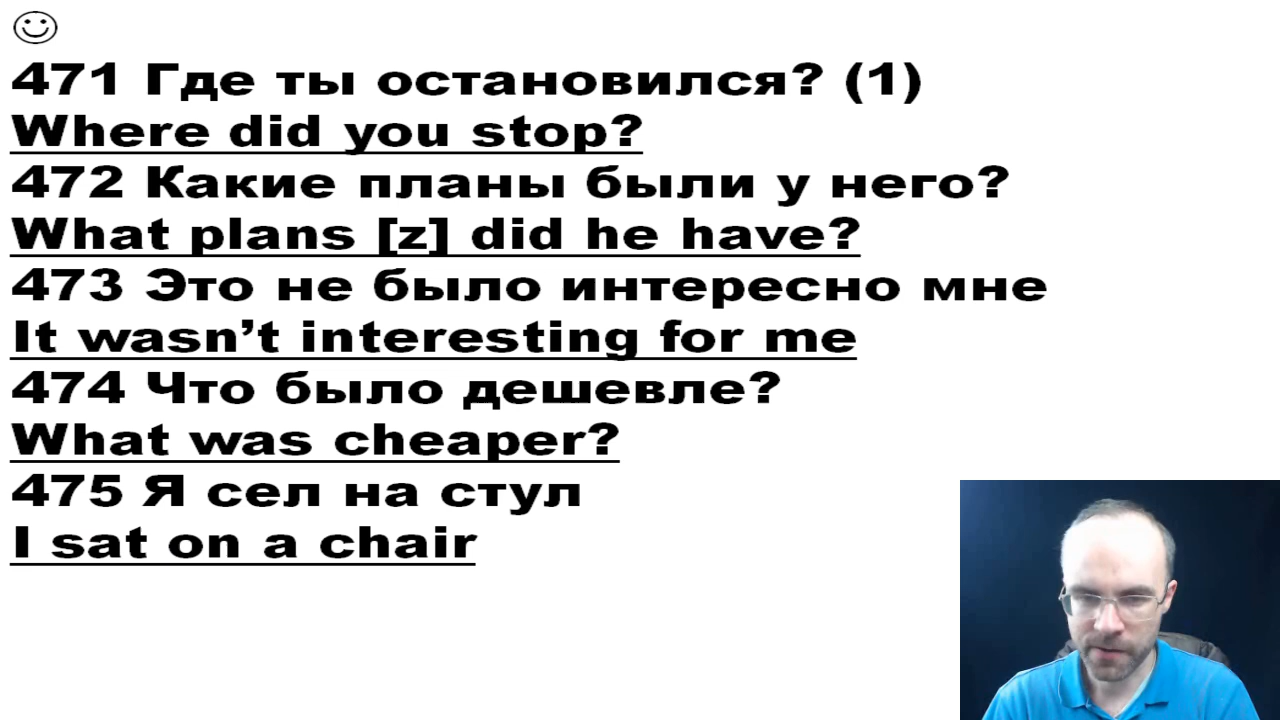 471 Где ты остановился? (1)
Where did you stop?
472 Какие планы были у него?
What plans [z] did he have?
473 Это не было интересно мне
It wasn’t interesting for me
474 Что было дешевле?
What was cheaper?
475 Я сел на стул
I sat on a chair